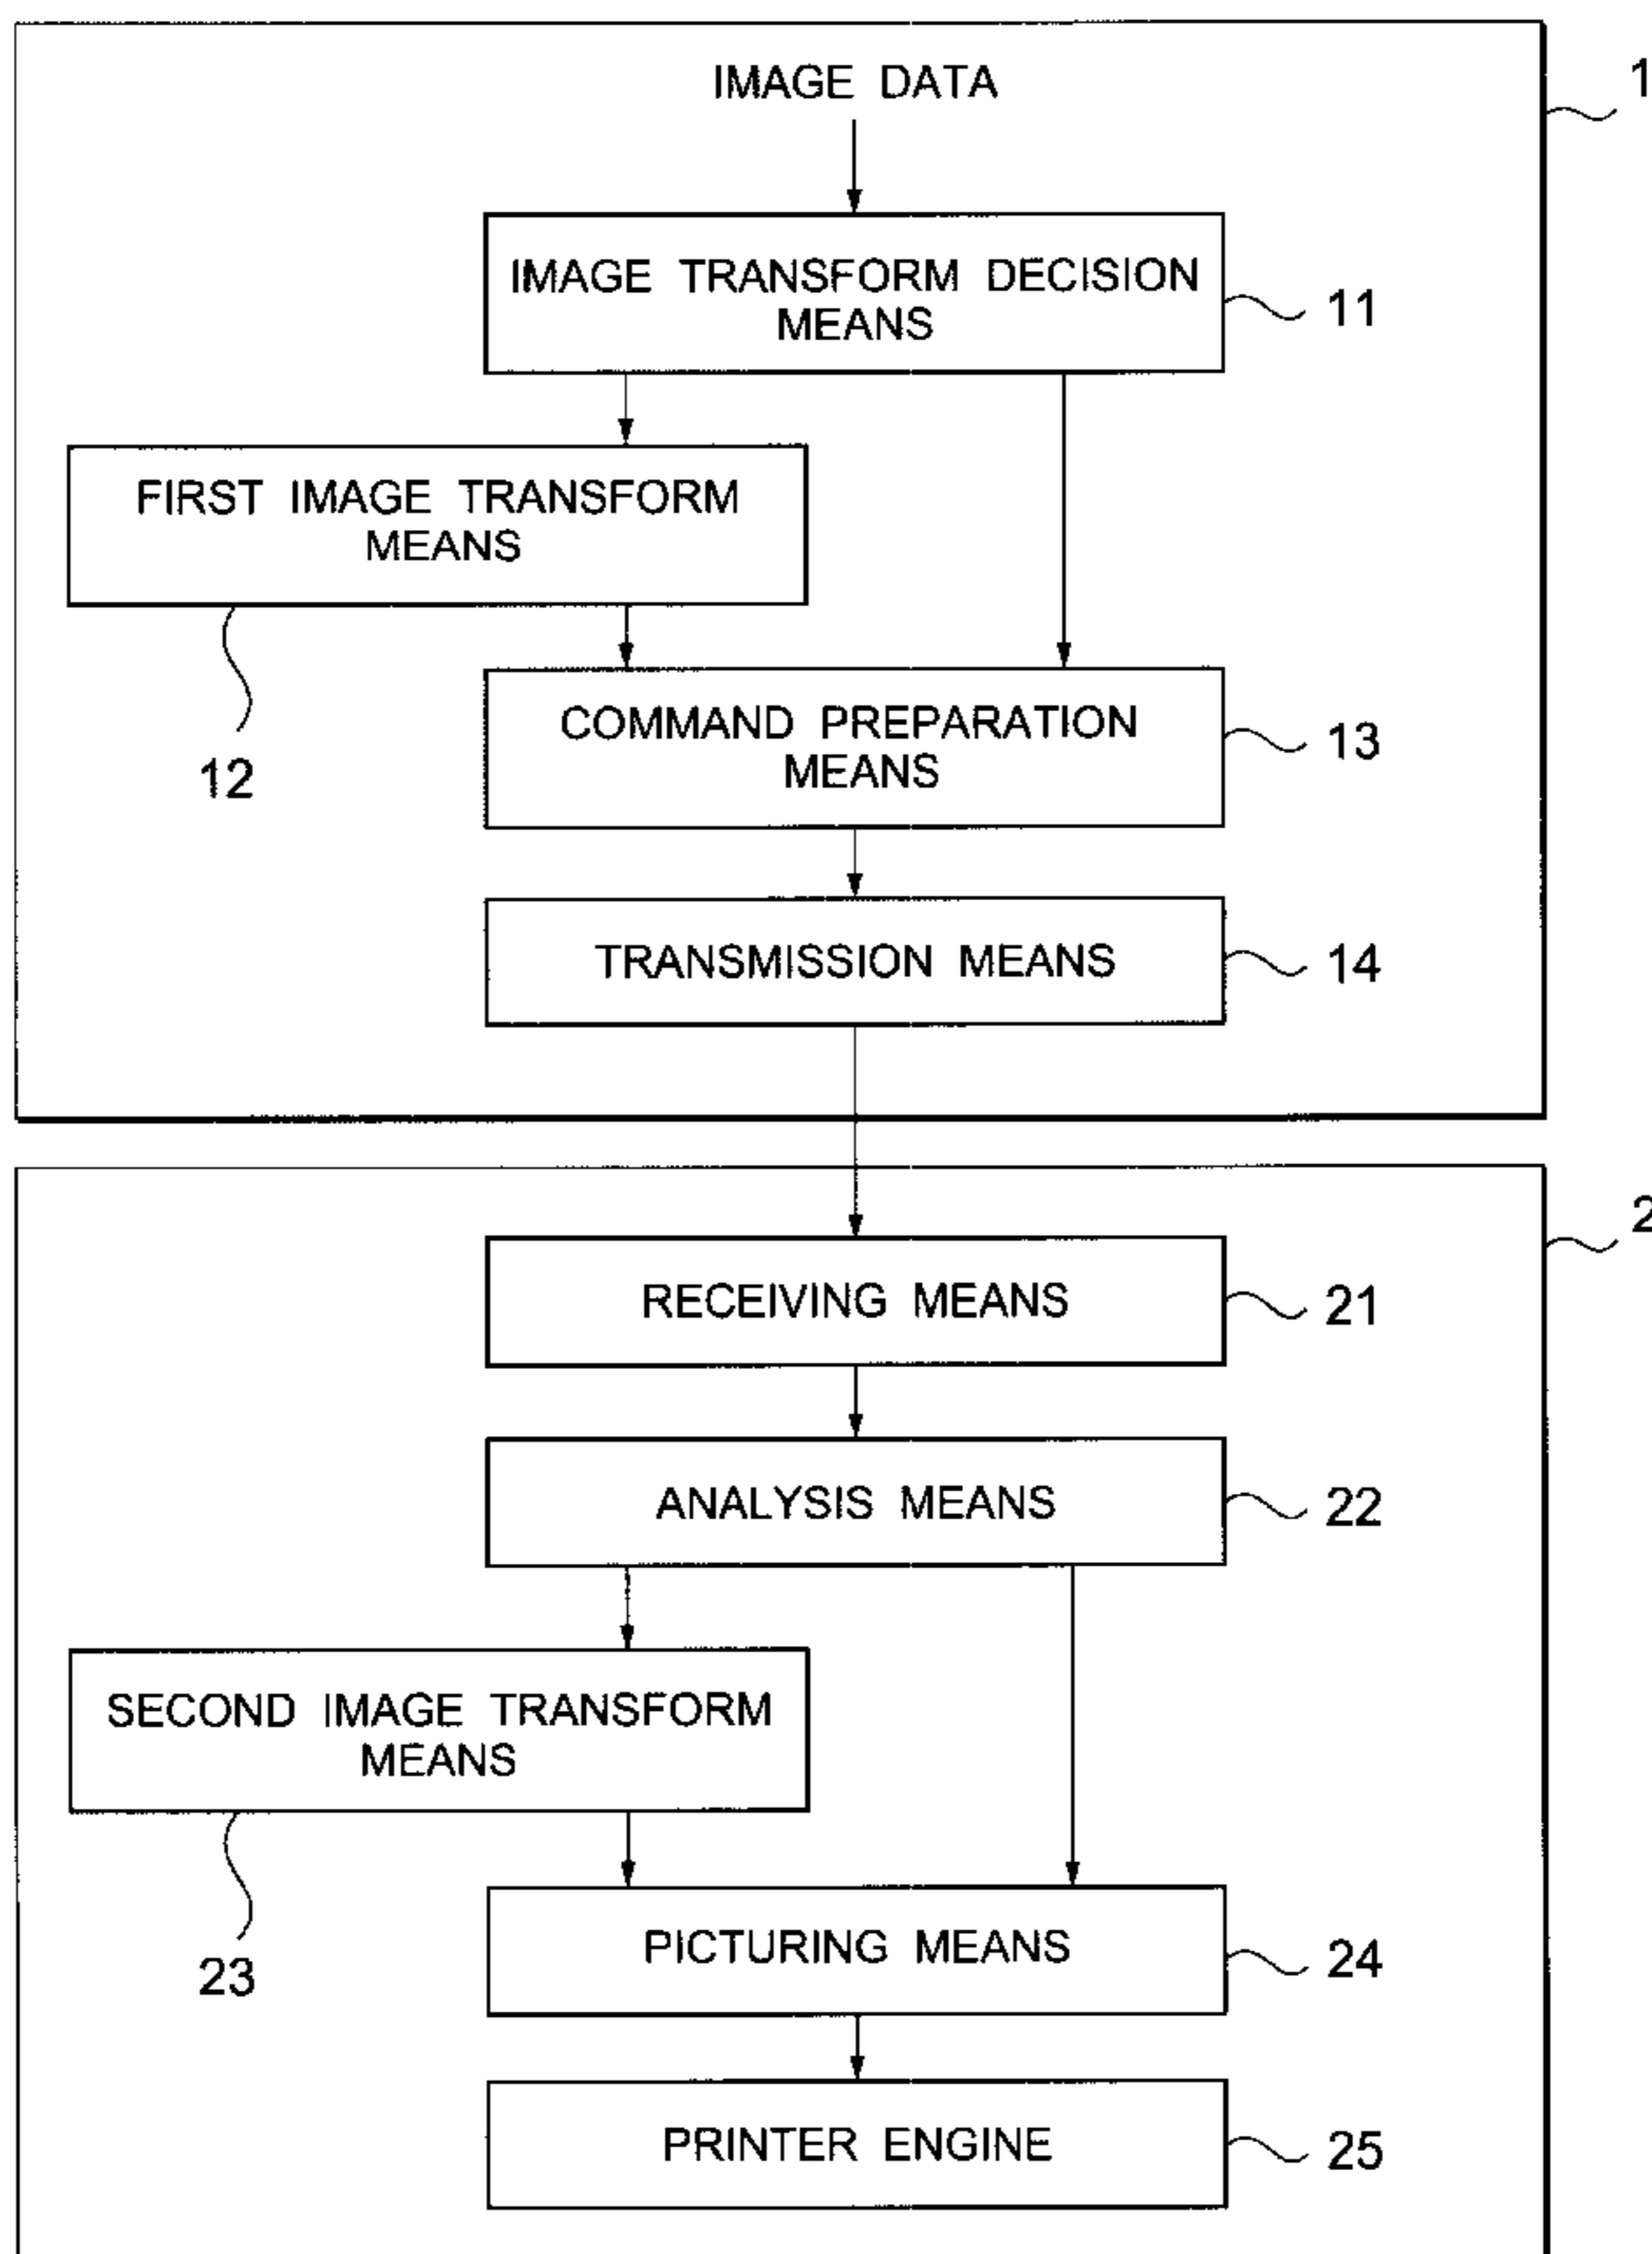 IMAGE DATA
1
IMAGE TRANSFORM DECISION
MEANS
11
FIRST IMAGE TRANSFORM
MEANS
12
COMMAND PREPARATION
MEANS
13
TRANSMISSION MEANS
14
2
RECEIVING MEANS
21
ANALYSIS MEANS
22
SECOND IMAGE TRANSFORM
MEANS
23
PICTURING MEANS
24
PRINTER ENGINE
25